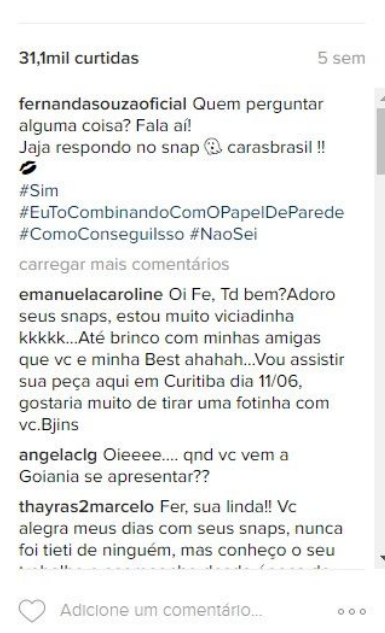 31,1mil curtidas 5 sem
fernandasouzaoficial Quem perguntar
alguma coisa? Fala aí!
Jaja respondo no snap 👻 carasbrasil !!
💋
#Sim
#EuToCombinandoComOPapelDeParede
#ComoConseguiIsso #NaoSei
carregar mais comentários
emanuelacaroline Oi Fe, Td bem?Adoro
seus snaps, estou muito viciadinha
kkkkk...Até brinco com minhas amigas
que vc e minha Best ahahah...Vou assistir
sua peça aqui em Curitiba dia 11/06,
gostaria muito de tirar uma fotinha com
vc.Bjins
angelaclg Oieeee.... qnd vc vem a
Goiania se apresentar??
thayras2marcelo Fer, sua linda!! Vc
alegra meus dias com seus snaps, nunca
foi tieti de ninguém, mas conheço o seu
Adicione um comentário...